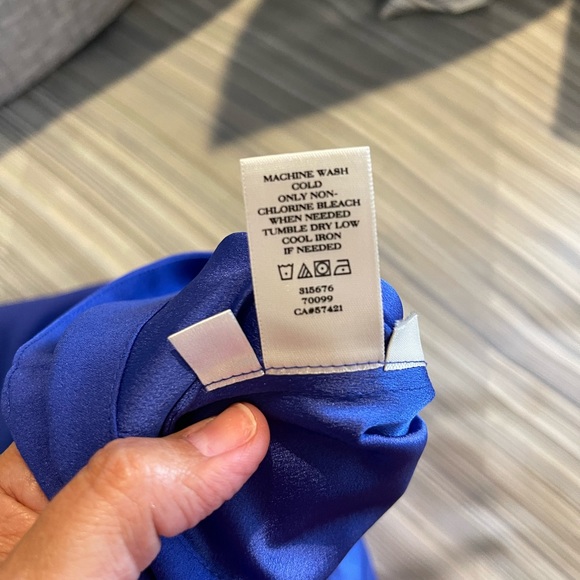 MACHINE WASH
COLD
ONLY NON-
CHLORINE BLEACH
WHEN NEEDED
TUMBLE DRY LOW
COOL IRON
IF NEEDED
315676
70099
CA#57421